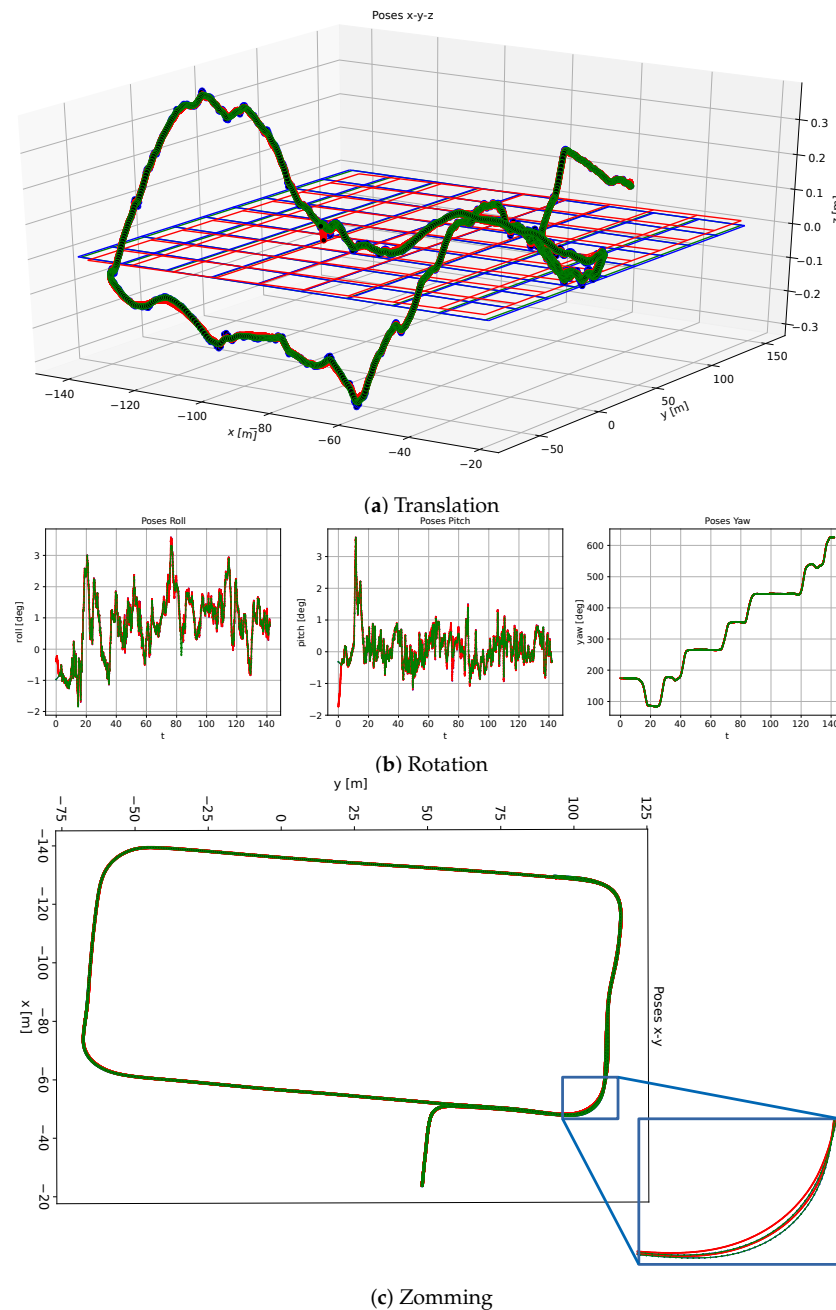 Poses x-y-z
0.3
0.2
0.1
0.0
−0.1
−0.2
−0.3
150
100
50
0
−50
y [m]
−140
−120
−100
−80
−60
−40
−20
x [m]
(a) Translation
Poses Roll
3
2
1
0
−1
−2
roll [deg]
0 20 40 60 80 100 120 140
t
Poses Pitch
3
2
1
0
−1
−2
pitch [deg]
0 20 40 60 80 100 120 140
t
Poses Yaw
600
500
400
300
200
100
yaw [deg]
0 20 40 60 80 100 120 140
t
(b) Rotation
y [m]
−75 −50 −25 0 25 50 75 100 125
−140
−120
−100
−80
−60
−40
−20
x [m]
Poses x-y
(c) Zomming